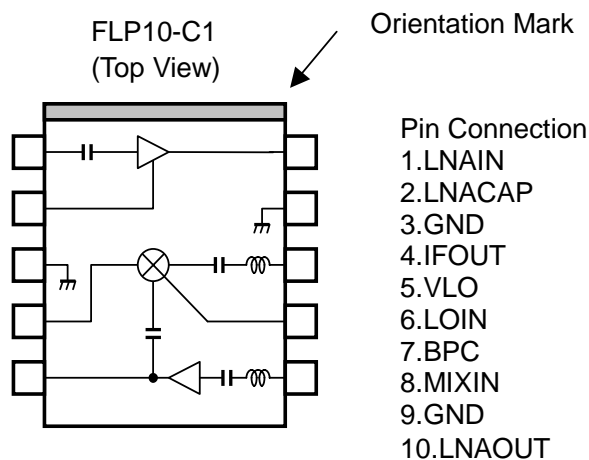 FLP10-C1
(Top View)
Orientation Mark
Pin Connection
1.LNAIN
2.LNACAP
3.GND
4.IFOUT
5.VLO
6.LOIN
7.BPC
8.MIXIN
9.GND
10.LNAOUT